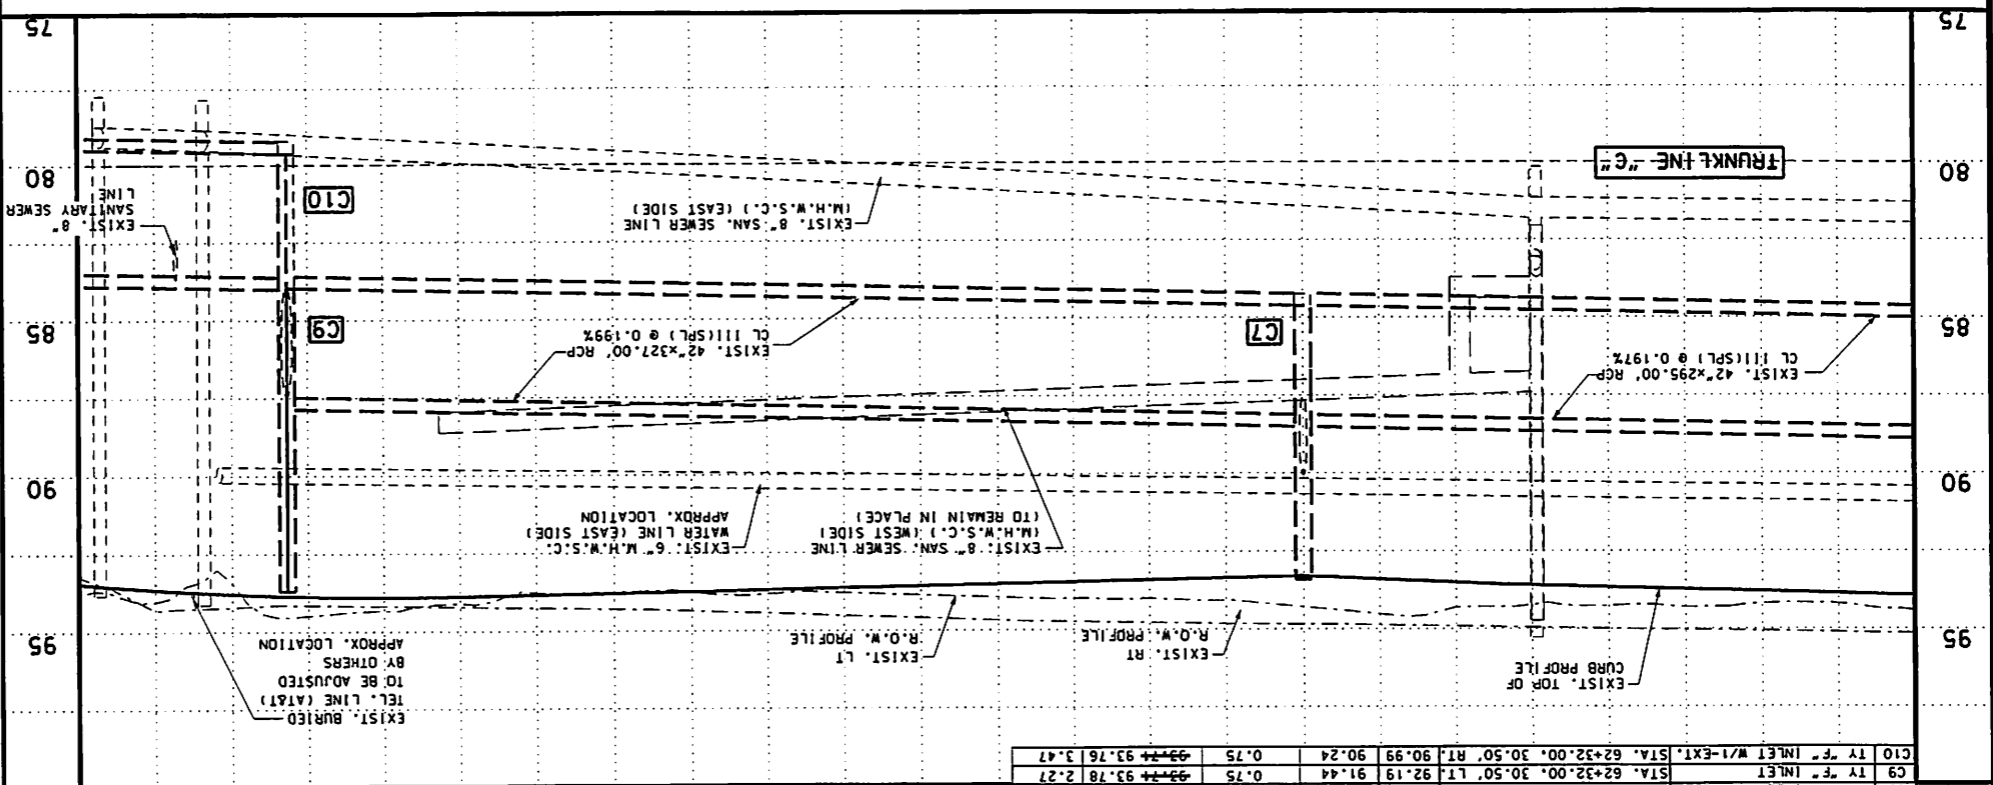 C9 TY "F" INLET STA. 62+32.00, 30.50' LT. 92.19 91.44 0.75 93.74 93.78 2.27
C10 TY "F" INLET W/1-EXT. STA. 62+32.00, 30.50' RT. 90.99 90.24 0.75 93.74 93.76 3.47
EXIST. BURIED
TEL. LINE (AT&T)
TO BE ADJUSTED
BY OTHERS
APPROX. LOCATION
EXIST. TOP OF
CURB PROFILE
EXIST. RT
R.O.W. PROFILE
EXIST. LT
R.O.W. PROFILE
95
95
EXIST. 8" SAN. SEWER LINE
(M.H.W.S.C.) (WEST SIDE)
(TO REMAIN IN PLACE)
EXIST. 6" M.H.W.S.C.
WATER LINE (EAST SIDE)
APPROX. LOCATION
90
90
EXIST. 42"x295.00' RCP
CL III(SPL) @ 0.197%
EXIST. 42"x327.00' RCP
CL III(SPL) @ 0.199%
C7
C9
85
85
EXIST. 8" SAN. SEWER LINE
(M.H.W.S.C.) (EAST SIDE)
EXIST. 8"
SANITARY SEWER
LINE
C10
TRUNKLINE "C"
80
80
75
75